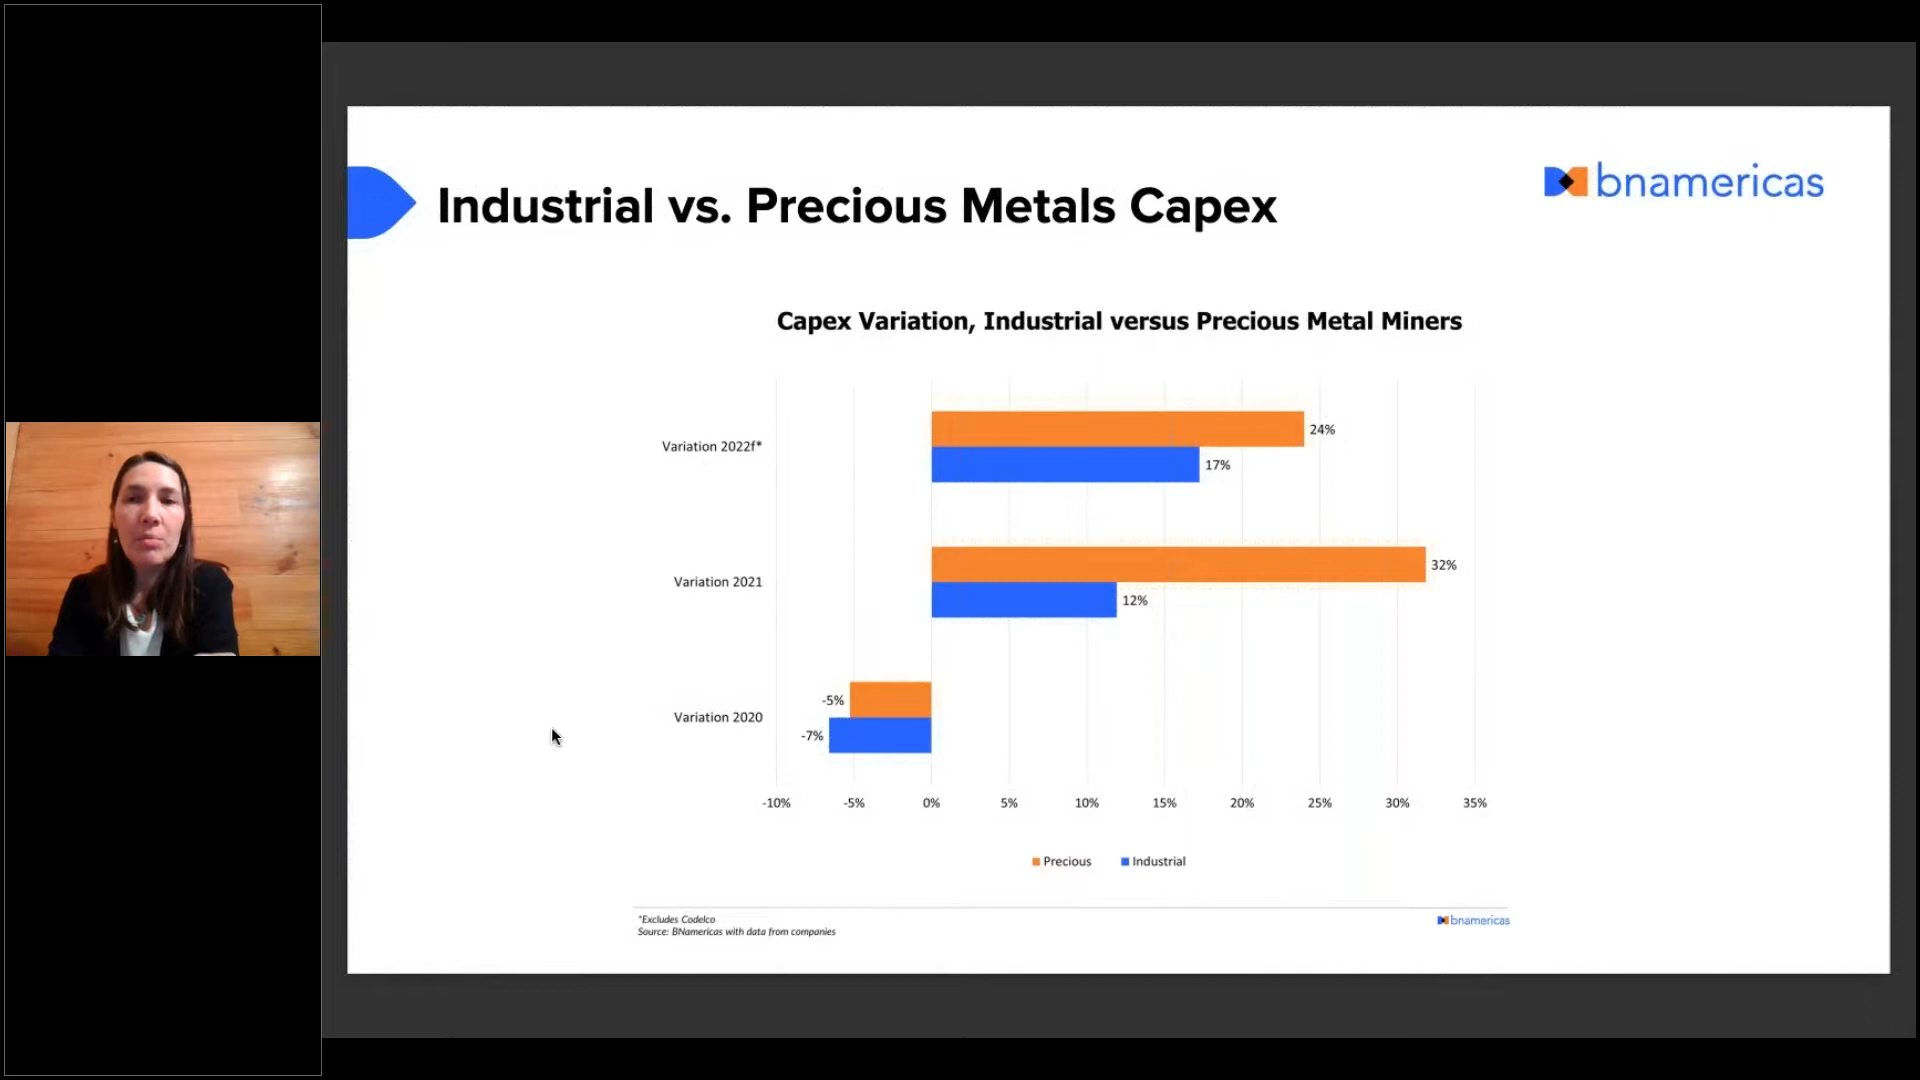 Industrial vs. Precious Metals Capex
bnamericas
Capex Variation, Industrial versus Precious Metal Miners
Variation 2022f*
24%
17%
Variation 2021
32%
12%
Variation 2020
-5%
-7%
-10% -5% 0% 5% 10% 15% 20% 25% 30% 35%
Precious Industrial
*Excludes Codelco
Source: BNamericas with data from companies
bnamericas